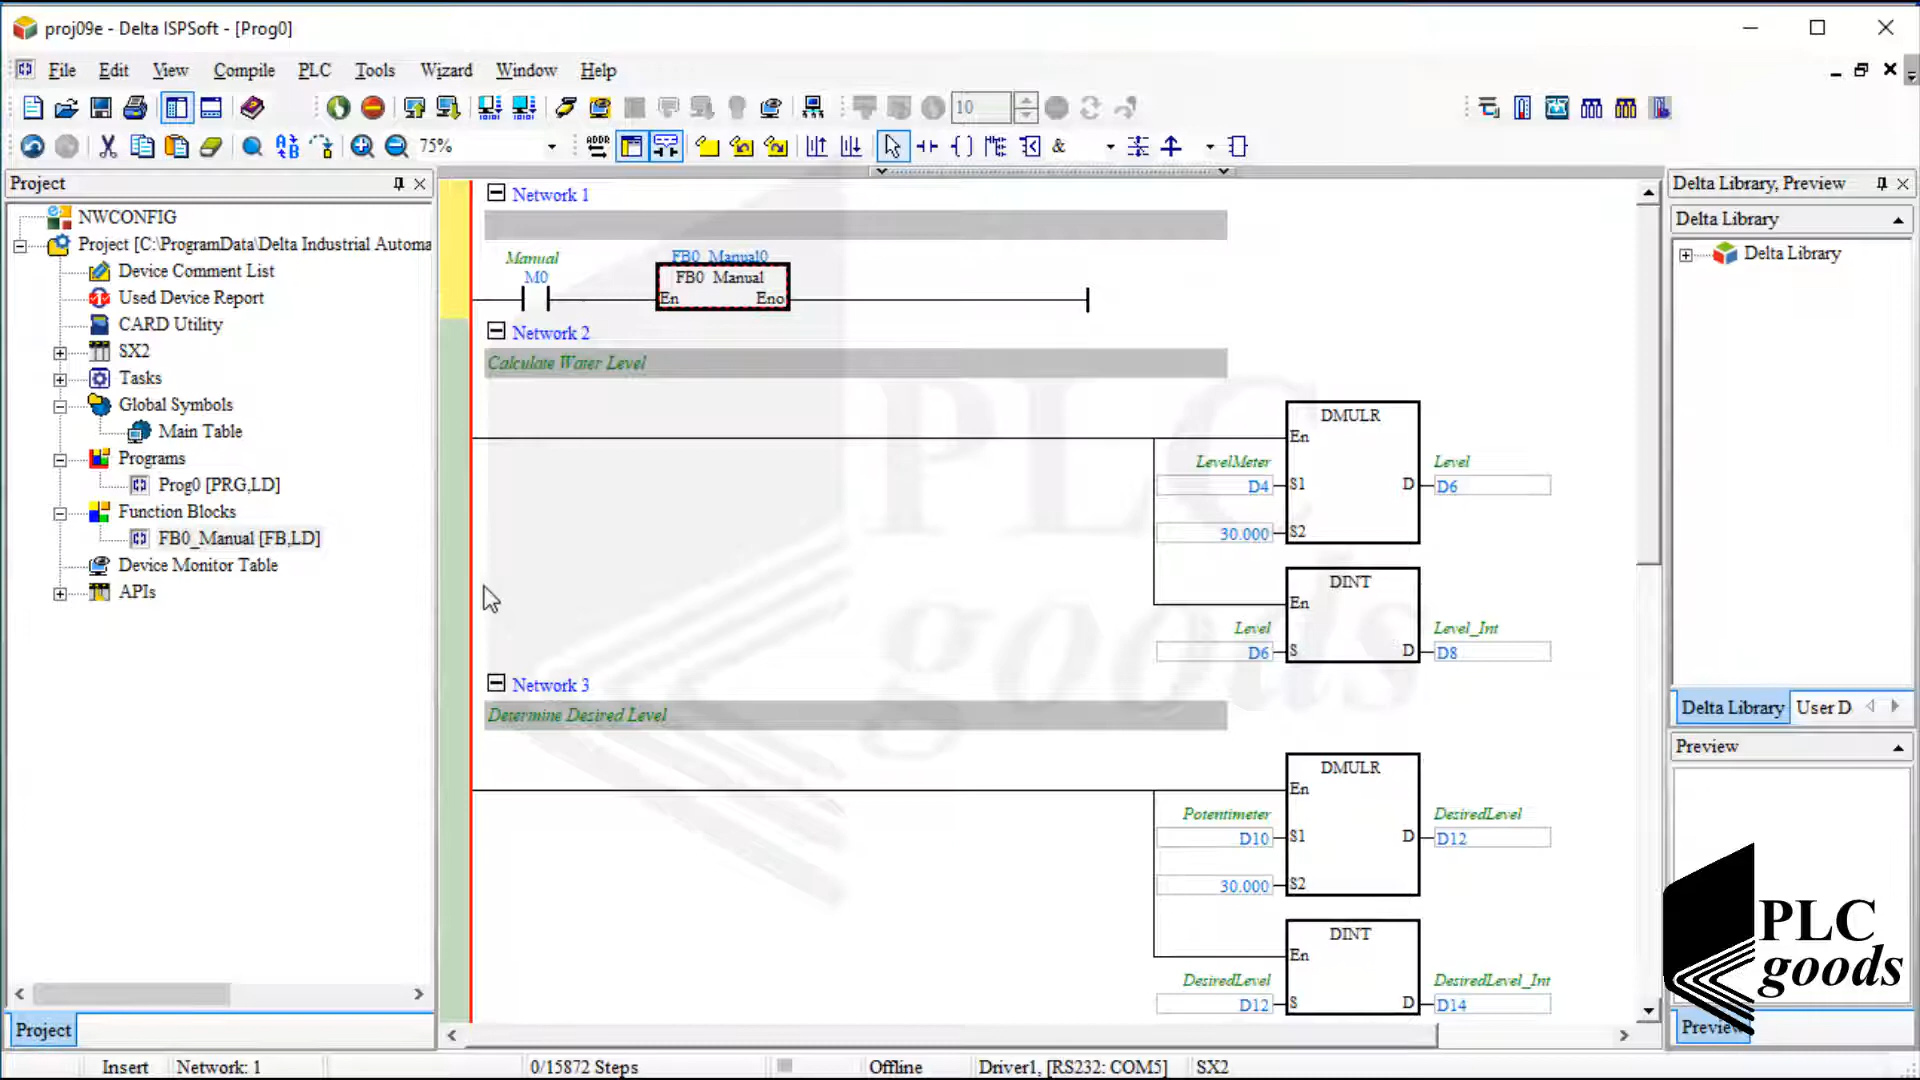 proj09e - Delta ISPSoft - [Prog0]
File Edit View Compile PLC Tools Wizard Window Help
10
75%
ADDR
&
Project
NWCONFIG
Project [C:\ProgramData\Delta Industrial Automa
Device Comment List
Used Device Report
CARD Utility
SX2
Tasks
Global Symbols
Main Table
Programs
Prog0 [PRG,LD]
Function Blocks
FB0_Manual [FB,LD]
Device Monitor Table
APIs
Project
Network 1
Manual
M0
FB0_Manual0
FB0_Manual
En Eno
Network 2
Calculate Water Level
DMULR
En
LevelMeter
D4 S1
30.000 S2
Level
D D6
DINT
En
Level
D6 S
Level_Int
D D8
Network 3
Determine Desired Level
DMULR
En
Potentimeter
D10 S1
30.000 S2
DesiredLevel
D D12
DINT
En
DesiredLevel
D12 S
DesiredLevel_Int
D D14
PLC
goods
Delta Library, Preview
Delta Library
Delta Library
Delta Library User D
Preview
PLC
goods
Preview
Insert Network: 1 0/15872 Steps Offline Driver1, [RS232: COM5] SX2